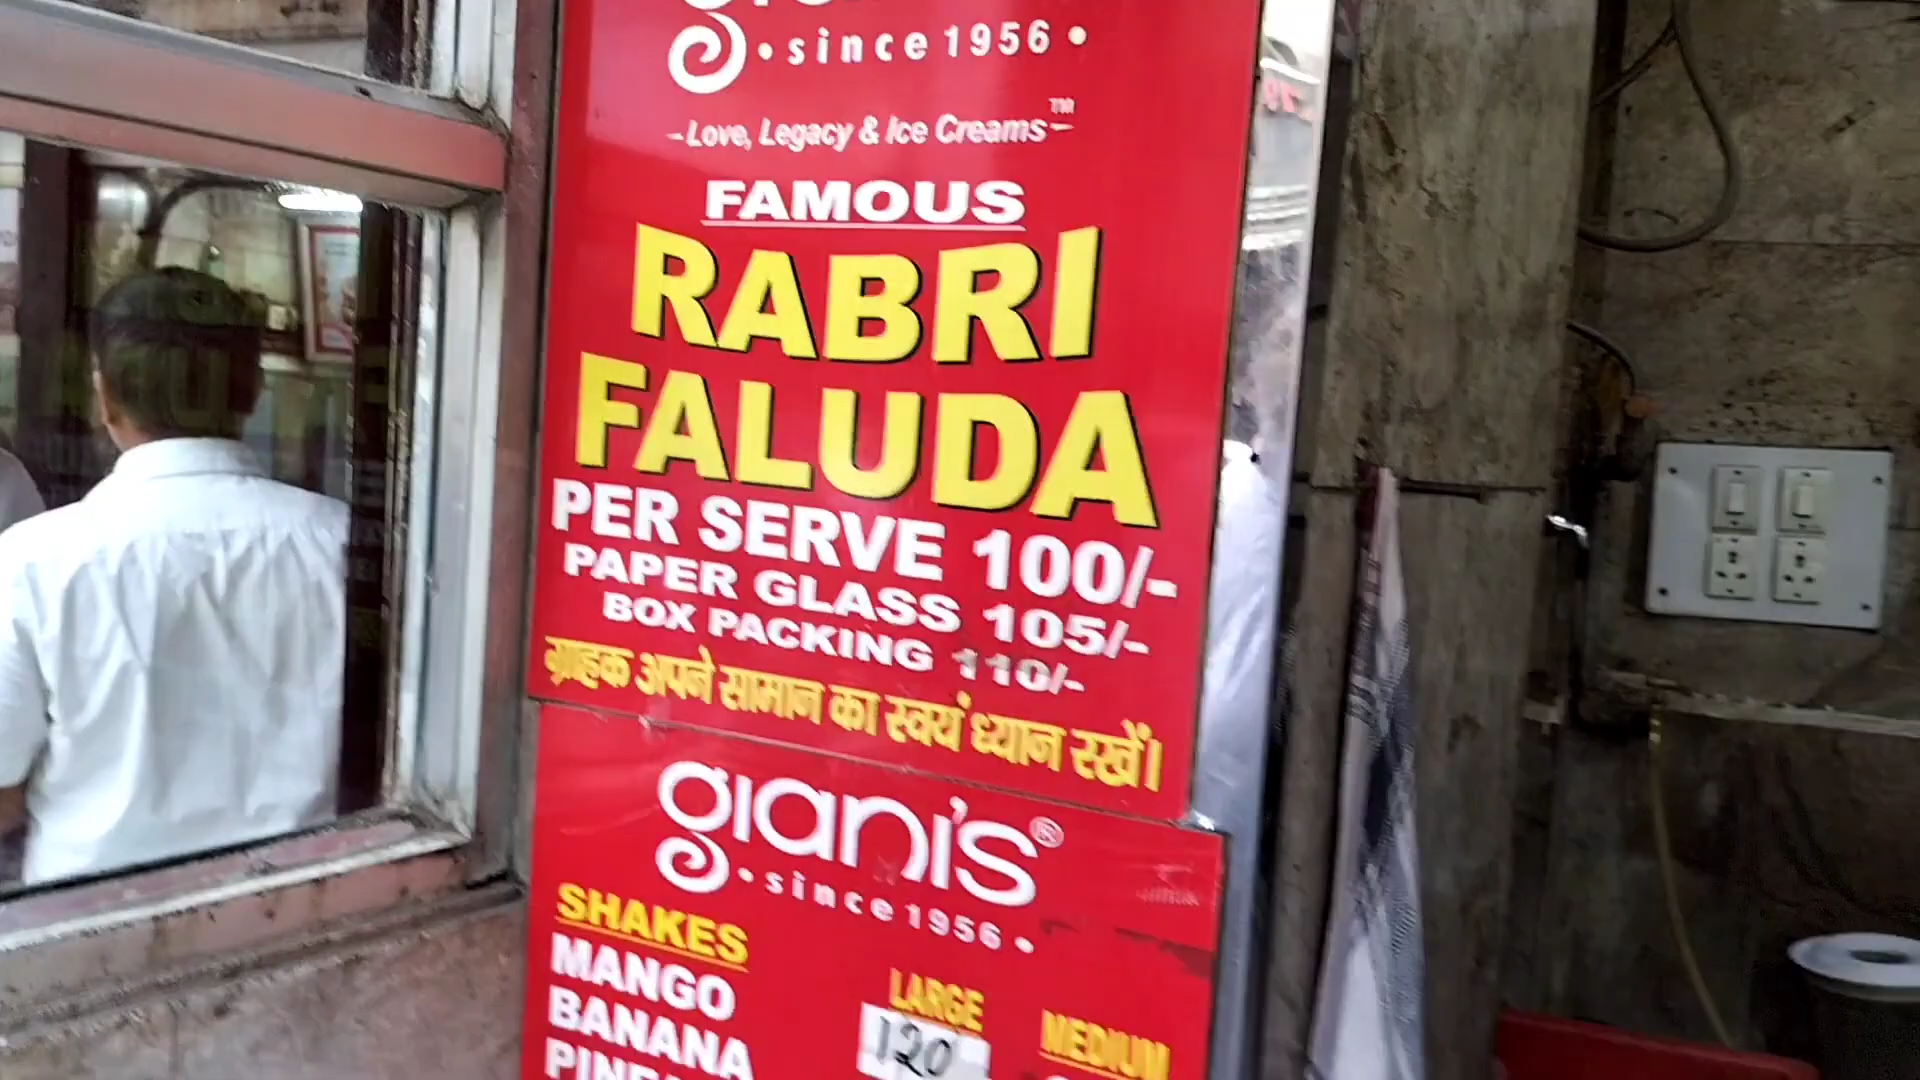 • since 1956 •
- Love, Legacy & Ice Creams ™ -
FAMOUS
RABRI
FALUDA
PER SERVE 100/-
PAPER GLASS 105/-
BOX PACKING 110/-
ग्राहक अपने सामान का स्वयं ध्यान रखें।
giani's®
• since 1956 •
SHAKES
LARGE
MEDIUM
MANGO
120
BANANA